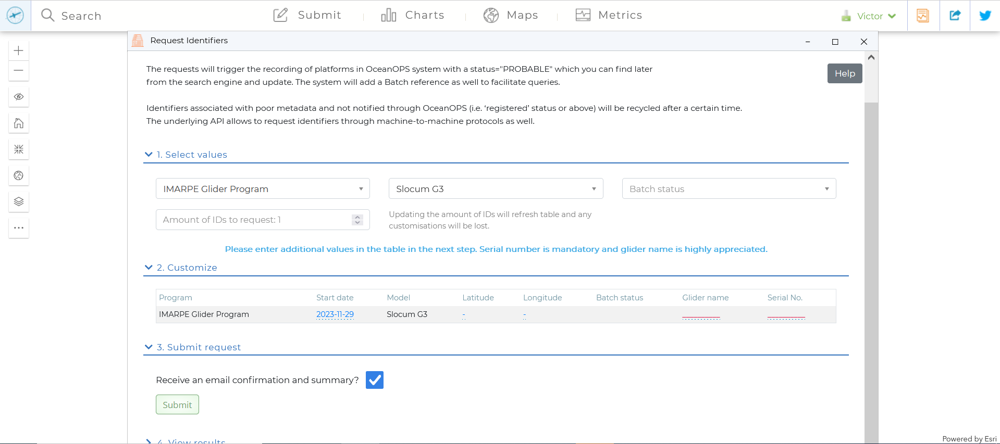 Search
Submit
Charts
Maps
Metrics
Victor
Request Identifiers
The requests will trigger the recording of platforms in OceanOPS system with a status="PROBABLE" which you can find later
from the search engine and update. The system will add a Batch reference as well to facilitate queries.
Help
Identifiers associated with poor metadata and not notified through OceanOPS (i.e. ‘registered’ status or above) will be recycled after a certain time.
The underlying API allows to request identifiers through machine-to-machine protocols as well.
1. Select values
IMARPE Glider Program
Slocum G3
Batch status
Amount of IDs to request: 1
Updating the amount of IDs will refresh table and any
customisations will be lost.
Please enter additional values in the table in the next step. Serial number is mandatory and glider name is highly appreciated.
2. Customize
Program Start date Model Latitude Longitude Batch status Glider name Serial No.
IMARPE Glider Program 2023-11-29 Slocum G3 - -
3. Submit request
Receive an email confirmation and summary?
Submit
4. View results
Powered by Esri